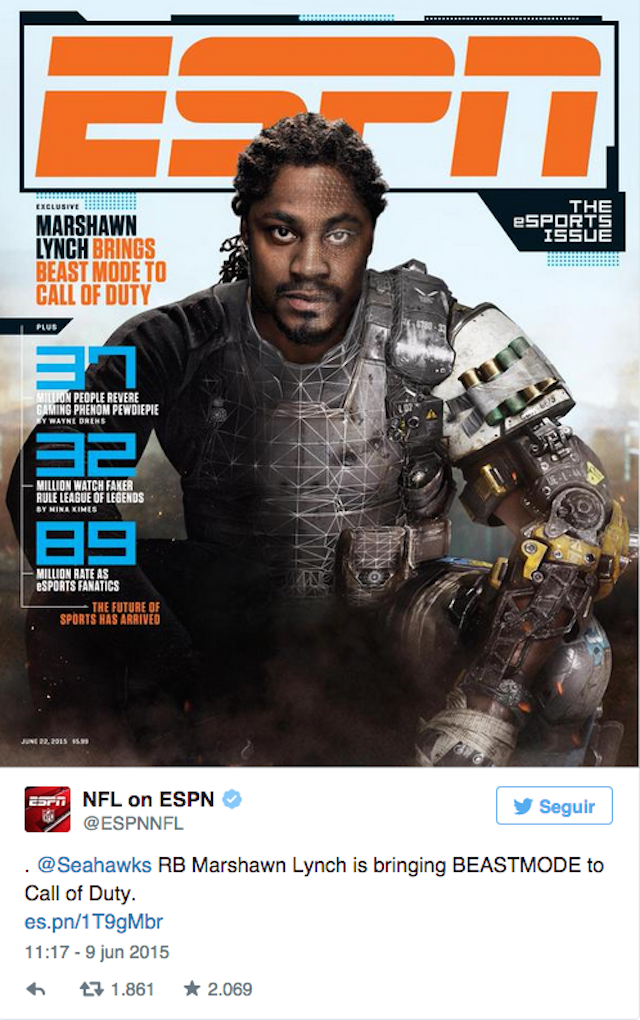 ESPN
EXCLUSIVE
MARSHAWN
LYNCH BRINGS
BEAST MODE TO
CALL OF DUTY
THE
eSPORTS
ISSUE
PLUS
37
MILLION PEOPLE REVERE
GAMING PHENOM PEWDIEPIE
BY WAYNE DREHS
32
MILLION WATCH FAKER
RULE LEAGUE OF LEGENDS
BY MINA KIMES
89
MILLION RATE AS
eSPORTS FANATICS
THE FUTURE OF
SPORTS HAS ARRIVED
JUNE 22, 2015 $5.99
ESPN
NFL on ESPN
@ESPNNFL
Seguir
. @Seahawks RB Marshawn Lynch is bringing BEASTMODE to
Call of Duty.
es.pn/1T9gMbr
11:17 - 9 jun 2015
1.861 2.069